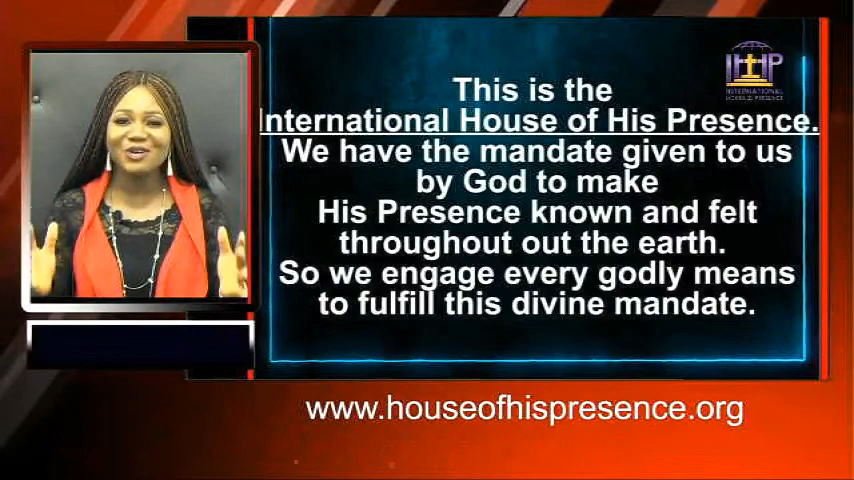 IHHP
INTERNATIONAL
This is the
International House of His Presence.
We have the mandate given to us
by God to make
His Presence known and felt
throughout out the earth.
So we engage every godly means
to fulfill this divine mandate.
www.houseofhispresence.org